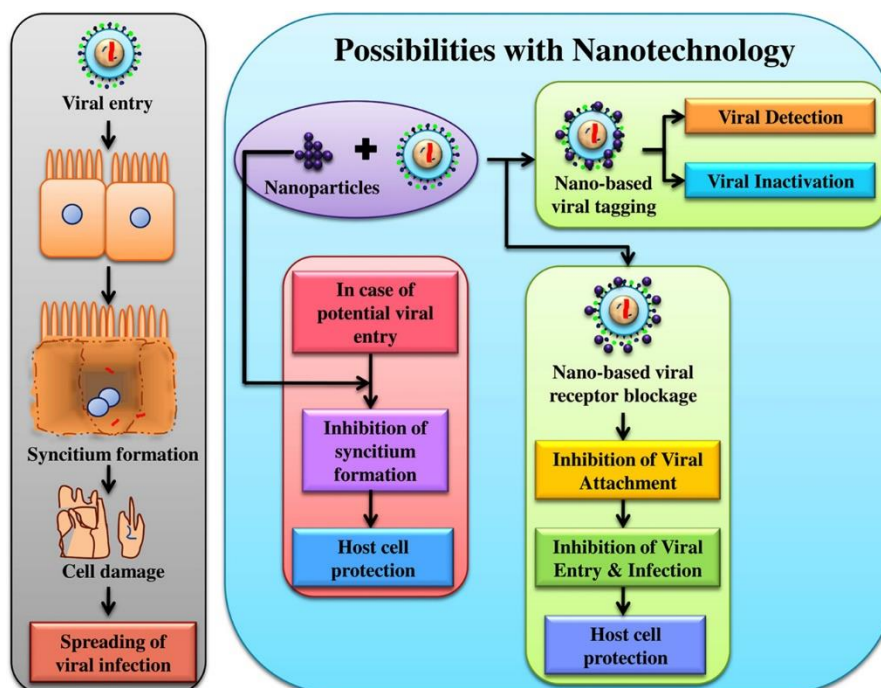 Viral entry
Syncitium formation
Cell damage
Spreading of
viral infection
Possibilities with Nanotechnology
Nanoparticles
Nano-based
viral tagging
Viral Detection
Viral Inactivation
In case of
potential viral
entry
Inhibition of
syncitium
formation
Host cell
protection
Nano-based viral
receptor blockage
Inhibition of Viral
Attachment
Inhibition of Viral
Entry & Infection
Host cell
protection